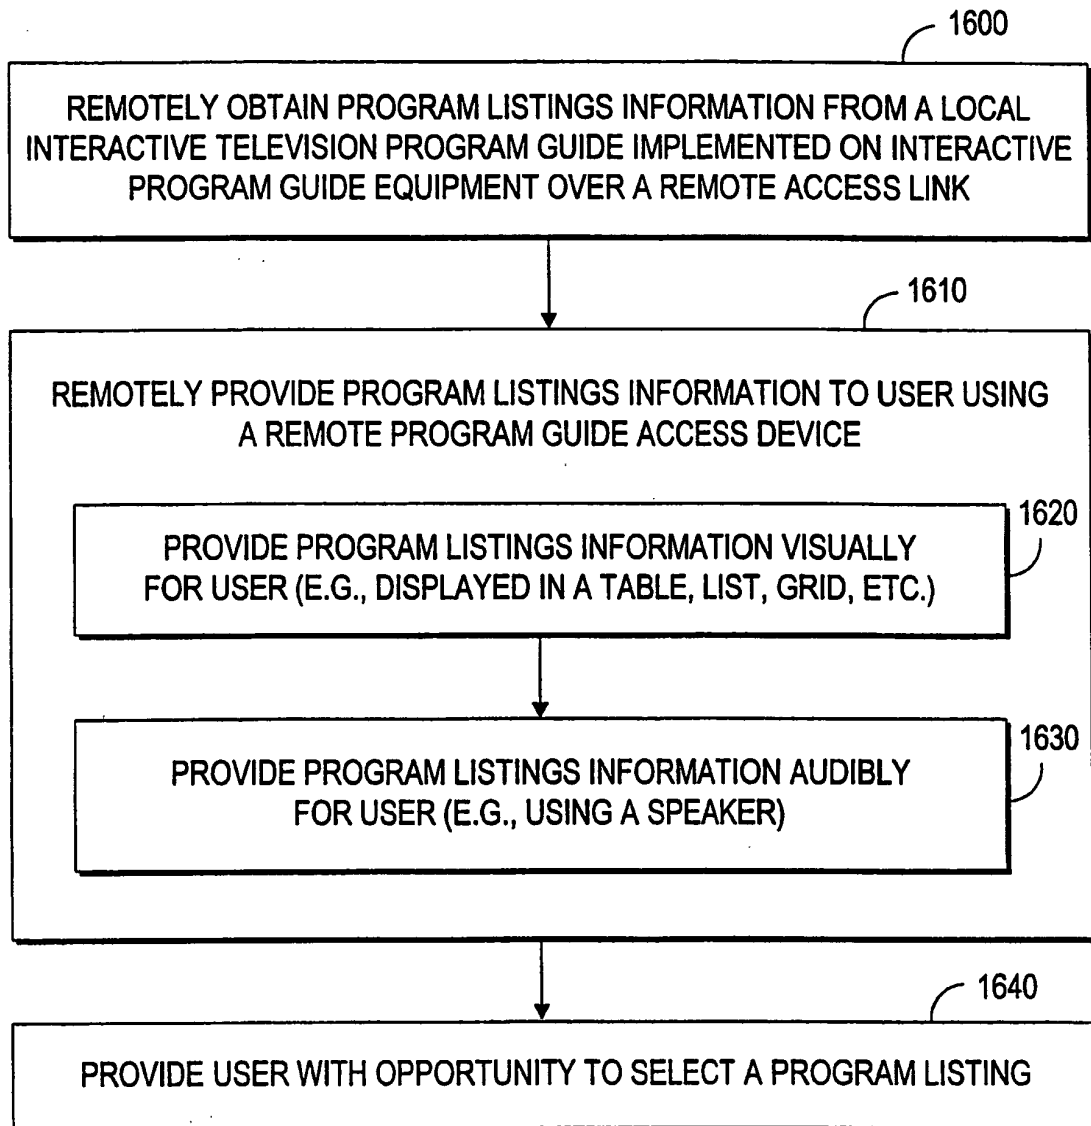 1600
REMOTELY OBTAIN PROGRAM LISTINGS INFORMATION FROM A LOCAL
INTERACTIVE TELEVISION PROGRAM GUIDE IMPLEMENTED ON INTERACTIVE
PROGRAM GUIDE EQUIPMENT OVER A REMOTE ACCESS LINK
1610
REMOTELY PROVIDE PROGRAM LISTINGS INFORMATION TO USER USING
A REMOTE PROGRAM GUIDE ACCESS DEVICE
1620
PROVIDE PROGRAM LISTINGS INFORMATION VISUALLY
FOR USER (E.G., DISPLAYED IN A TABLE, LIST, GRID, ETC.)
1630
PROVIDE PROGRAM LISTINGS INFORMATION AUDIBLY
FOR USER (E.G., USING A SPEAKER)
1640
PROVIDE USER WITH OPPORTUNITY TO SELECT A PROGRAM LISTING